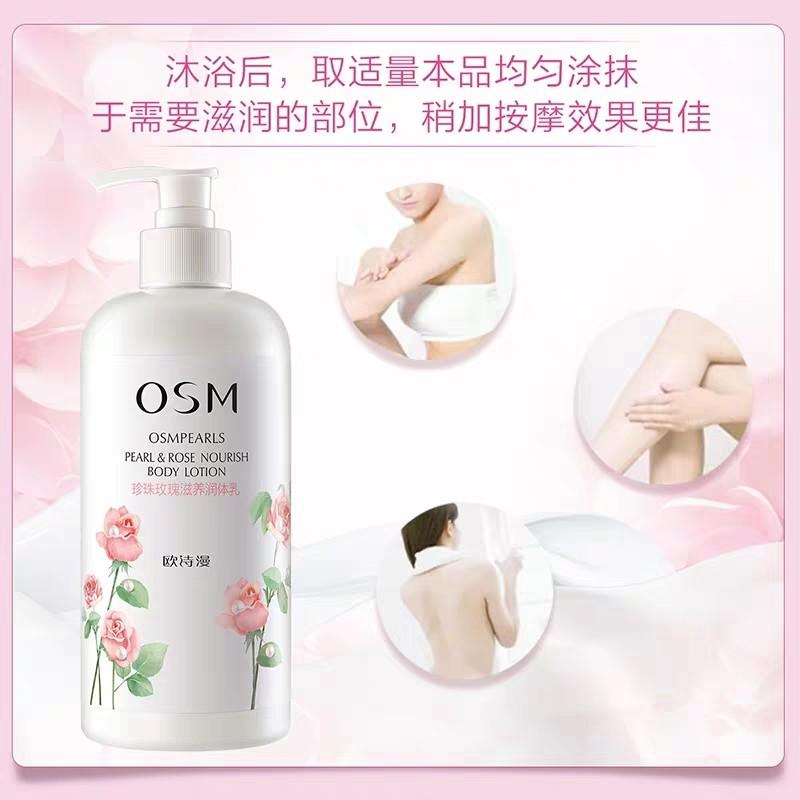 沐浴后，取适量本品均匀涂抹
于需要滋润的部位，稍加按摩效果更佳
OSM
OSMPEARLS
PEARL & ROSE NOURISH
BODY LOTION
珍珠玫瑰滋养润体乳
欧诗漫